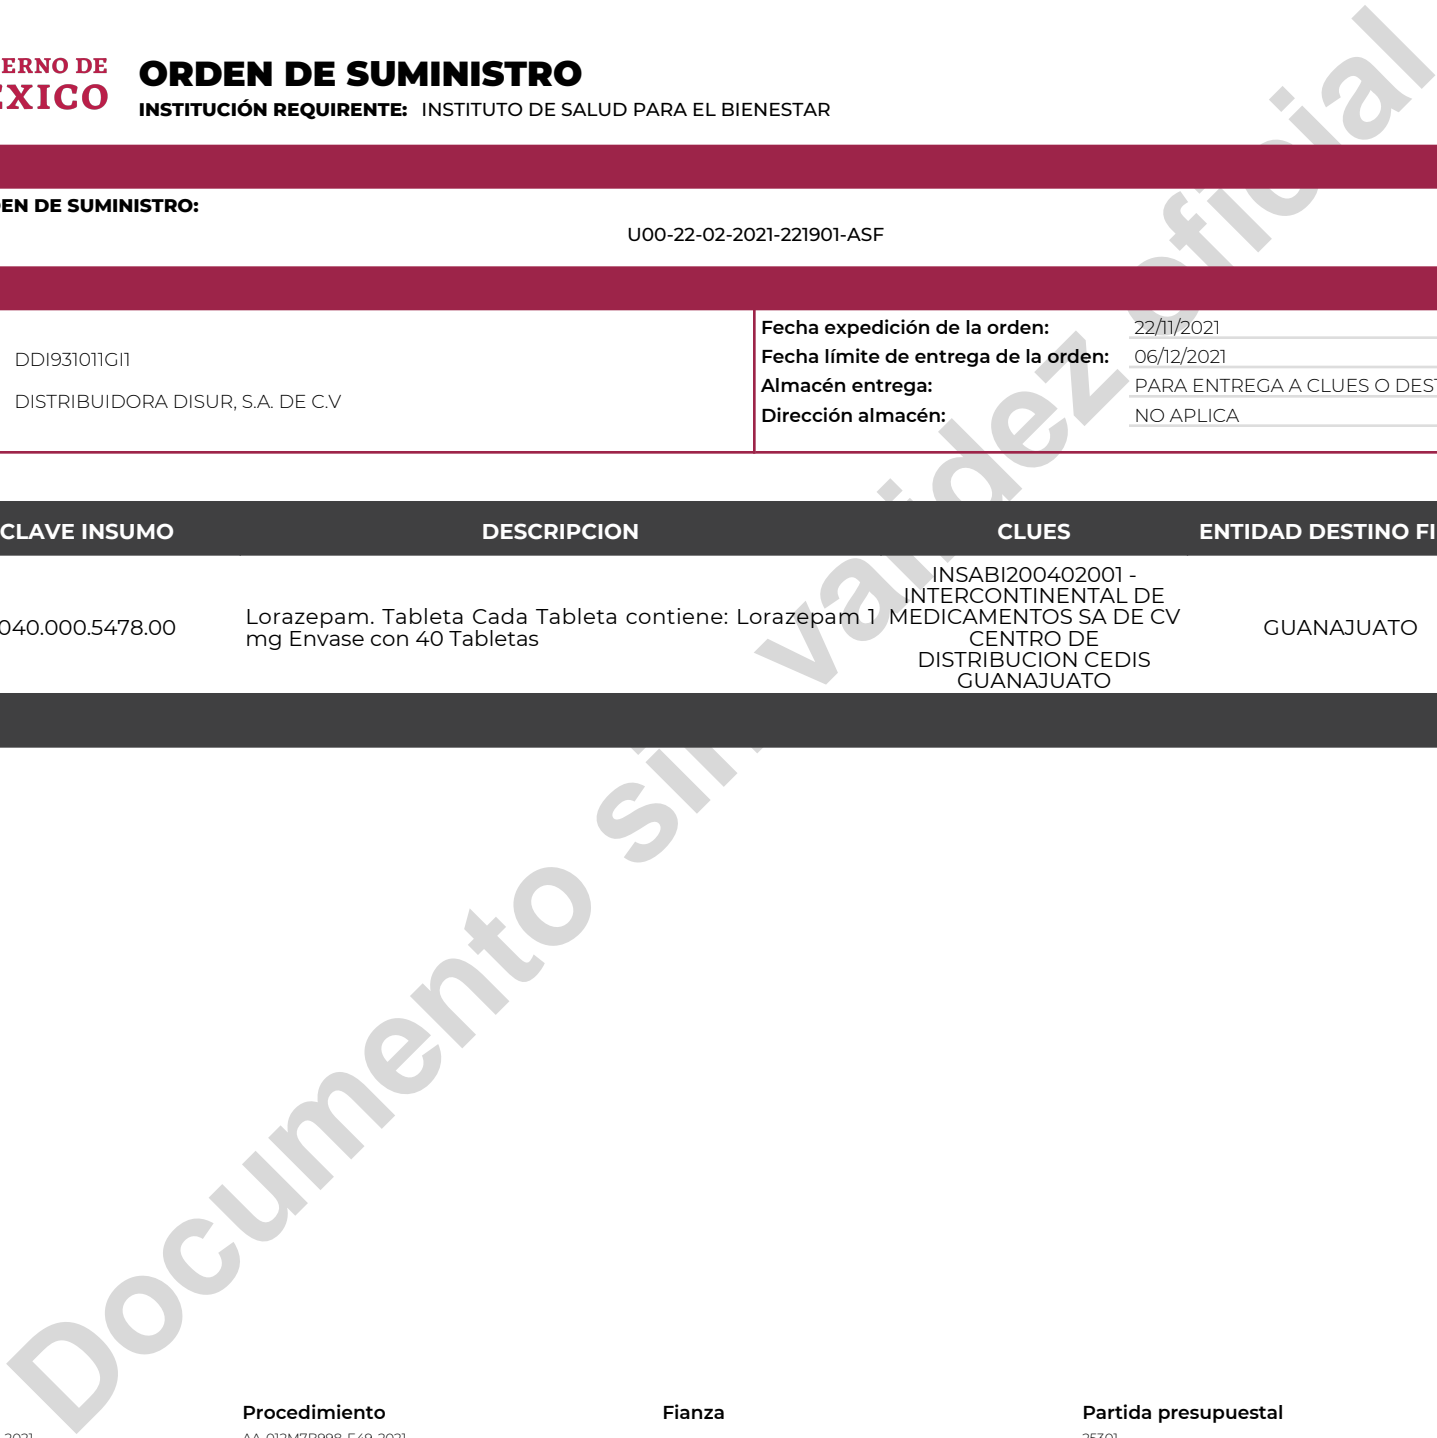 ERNO DE
EXICO
ORDEN DE SUMINISTRO
INSTITUCIÓN REQUIRENTE: INSTITUTO DE SALUD PARA EL BIENESTAR
EN DE SUMINISTRO:
U00-22-02-2021-221901-ASF
DDI931011GI1
DISTRIBUIDORA DISUR, S.A. DE C.V
Fecha expedición de la orden: 22/11/2021
Fecha límite de entrega de la orden: 06/12/2021
Almacén entrega: PARA ENTREGA A CLUES O DEST
Dirección almacén: NO APLICA
CLAVE INSUMO DESCRIPCION CLUES ENTIDAD DESTINO FI
040.000.5478.00
Lorazepam. Tableta Cada Tableta contiene: Lorazepam 1
mg Envase con 40 Tabletas
INSABI200402001 -
INTERCONTINENTAL DE
MEDICAMENTOS SA DE CV
CENTRO DE
DISTRIBUCION CEDIS
GUANAJUATO
GUANAJUATO
Documento sin validez oficial
Procedimiento Fianza Partida presupuestal